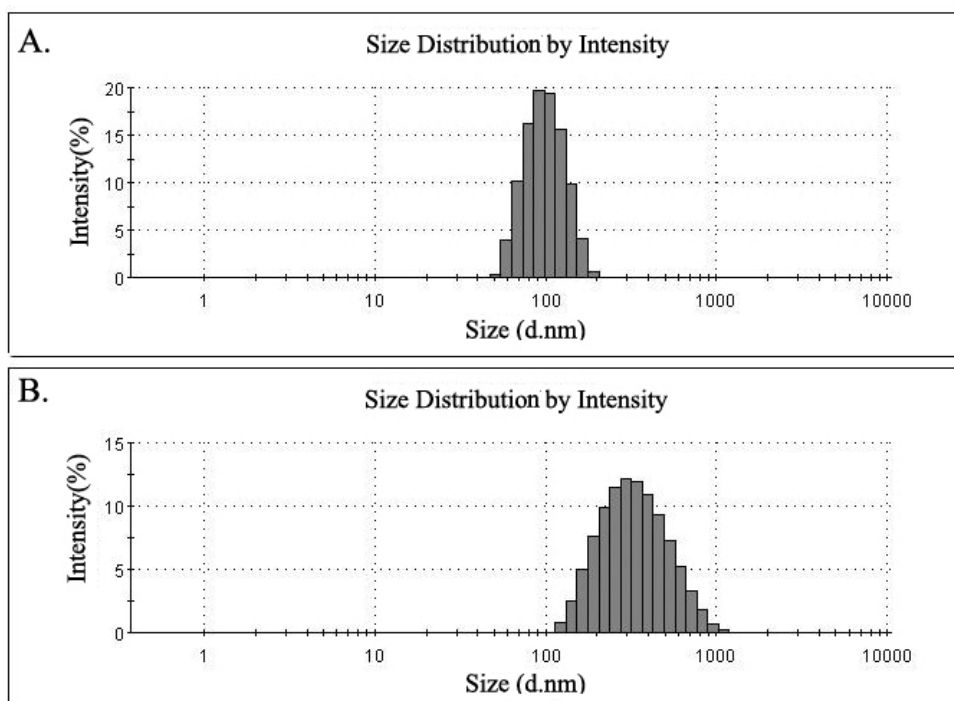 A.
Size Distribution by Intensity
20
15
10
5
0
Intensity(%)
1 10 100 1000 10000
Size (d.nm)
B.
Size Distribution by Intensity
15
10
5
0
Intensity(%)
1 10 100 1000 10000
Size (d.nm)